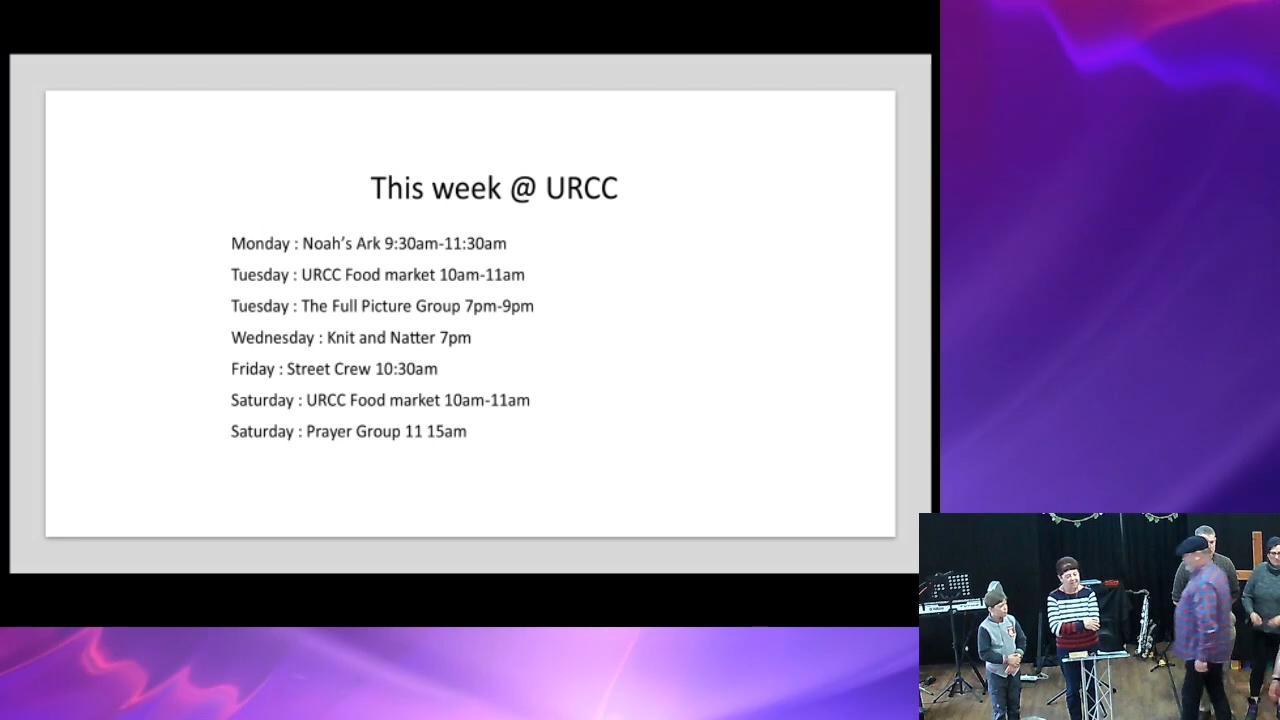 This week @ URCC
Monday : Noah's Ark 9:30am-11:30am
Tuesday : URCC Food market 10am-11am
Tuesday : The Full Picture Group 7pm-9pm
Wednesday : Knit and Natter 7pm
Friday : Street Crew 10:30am
Saturday : URCC Food market 10am-11am
Saturday : Prayer Group 11 15am